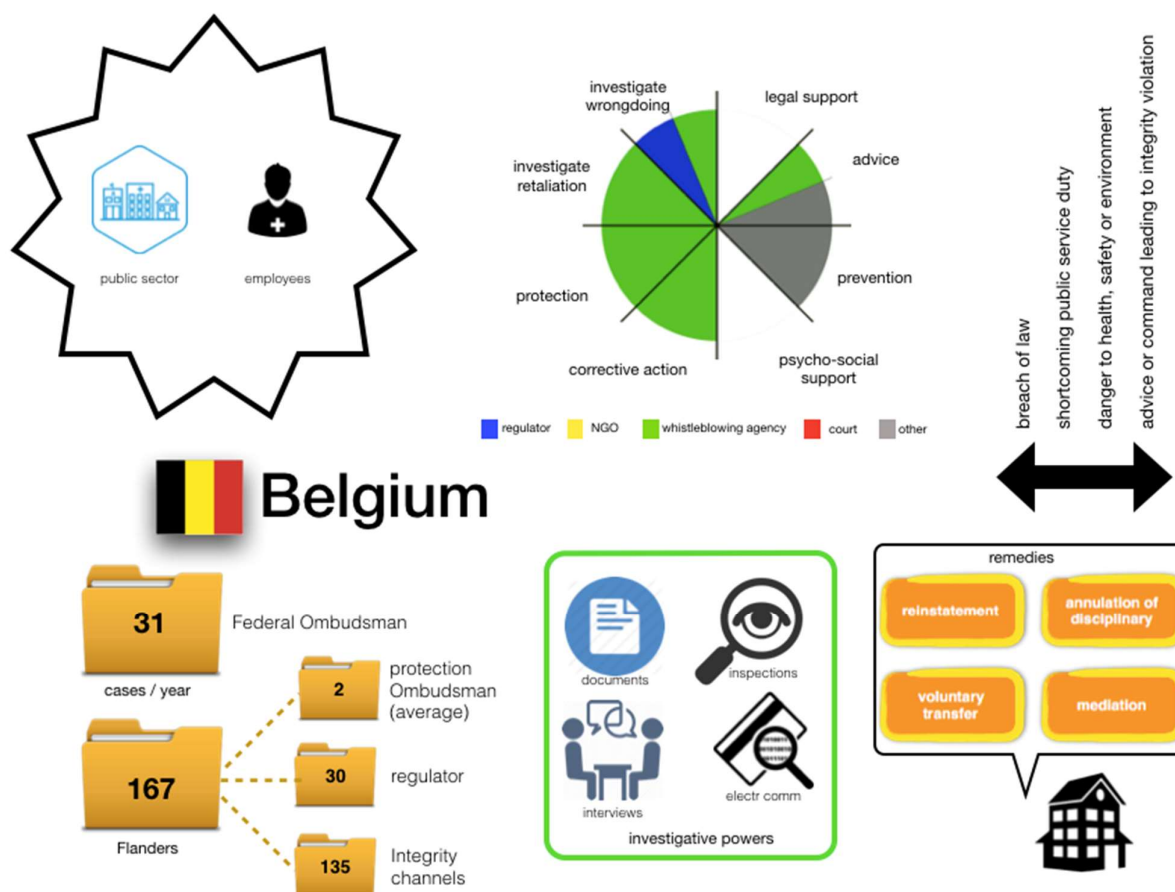 public sector
employees
investigate
wrongdoing
legal support
investigate
retaliation
advice
protection
prevention
corrective action
psycho-social
support
regulator
NGO
whistleblowing agency
court
other
breach of law
shortcoming public service duty
danger to health, safety or environment
advice or command leading to integrity violation
Belgium
31
cases / year
Federal Ombudsman
167
Flanders
2
protection
Ombudsman
(average)
30
regulator
135
Integrity
channels
documents
inspections
interviews
electr comm
investigative powers
remedies
reinstatement
annulation of
disciplinary
voluntary
transfer
mediation